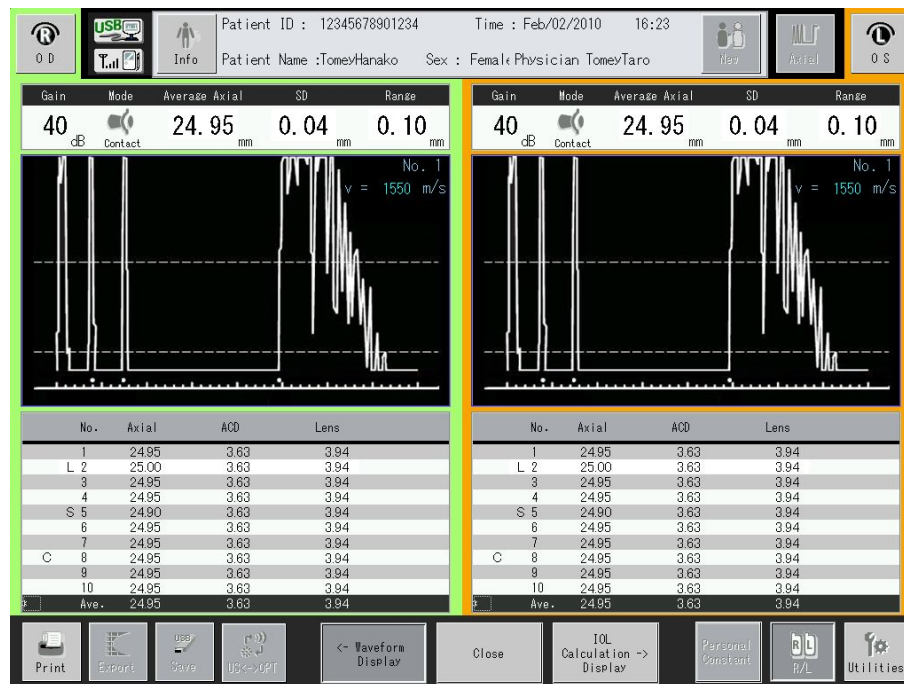 R
OD
USB
Info
Patient ID : 12345678901234 Time : Feb/02/2010 16:23
Patient Name :TomeyHanako Sex : Female Physician TomeyTaro
New
Axial
L
OS
Gain Mode Average Axial SD Range
40 dB Contact 24.95 mm 0.04 mm 0.10 mm
No. 1
v = 1550 m/s
No. Axial ACD Lens
1 24.95 3.63 3.94
L 2 25.00 3.63 3.94
3 24.95 3.63 3.94
4 24.95 3.63 3.94
S 5 24.90 3.63 3.94
6 24.95 3.63 3.94
7 24.95 3.63 3.94
C 8 24.95 3.63 3.94
9 24.95 3.63 3.94
10 24.95 3.63 3.94
* Ave. 24.95 3.63 3.94
Gain Mode Average Axial SD Range
40 dB Contact 24.95 mm 0.04 mm 0.10 mm
No. 1
v = 1550 m/s
No. Axial ACD Lens
1 24.95 3.63 3.94
L 2 25.00 3.63 3.94
3 24.95 3.63 3.94
4 24.95 3.63 3.94
S 5 24.90 3.63 3.94
6 24.95 3.63 3.94
7 24.95 3.63 3.94
C 8 24.95 3.63 3.94
9 24.95 3.63 3.94
10 24.95 3.63 3.94
* Ave. 24.95 3.63 3.94
Print
Export
USB
Save
US<->OPT
<- Waveform
Display
Close
IOL
Calculation ->
Display
Personal
Constant
R L
R/L
Utilities